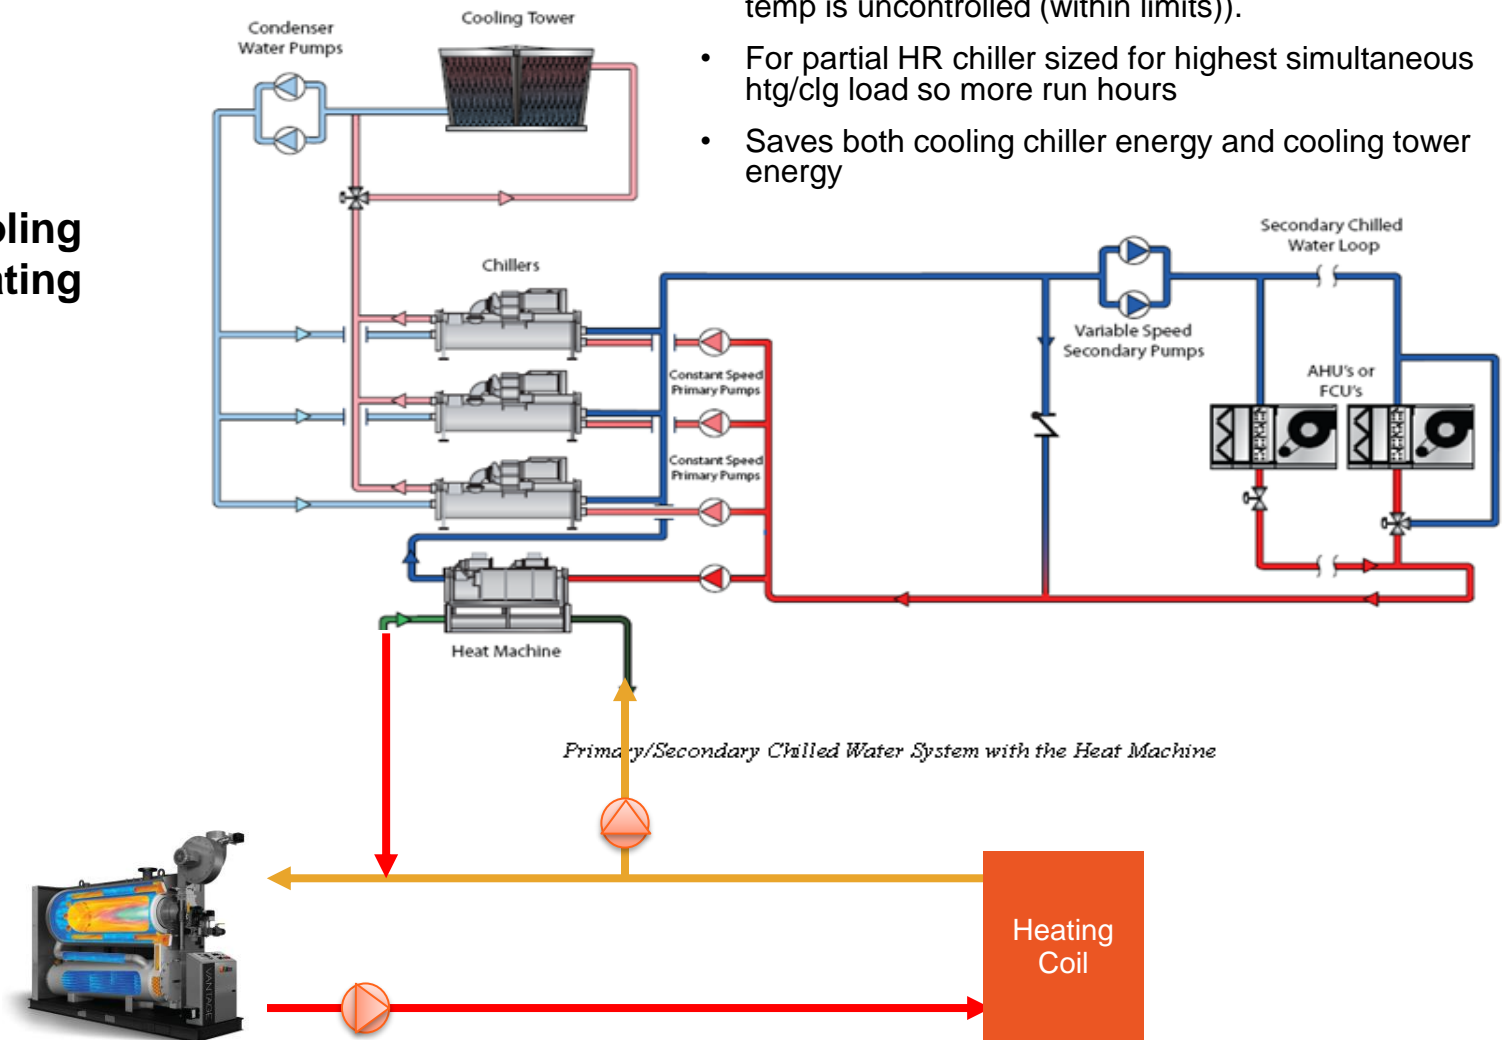 temp is uncontrolled (within limits)).
• For partial HR chiller sized for highest simultaneous
htg/clg load so more run hours
• Saves both cooling chiller energy and cooling tower
energy
oling
ating
Condenser
Water Pumps
Cooling Tower
Chillers
Constant Speed
Primary Pumps
Constant Speed
Primary Pumps
Heat Machine
Secondary Chilled
Water Loop
Variable Speed
Secondary Pumps
AHU's or
FCU's
Primary/Secondary Chilled Water System with the Heat Machine
VANTAGE
Heating
Coil